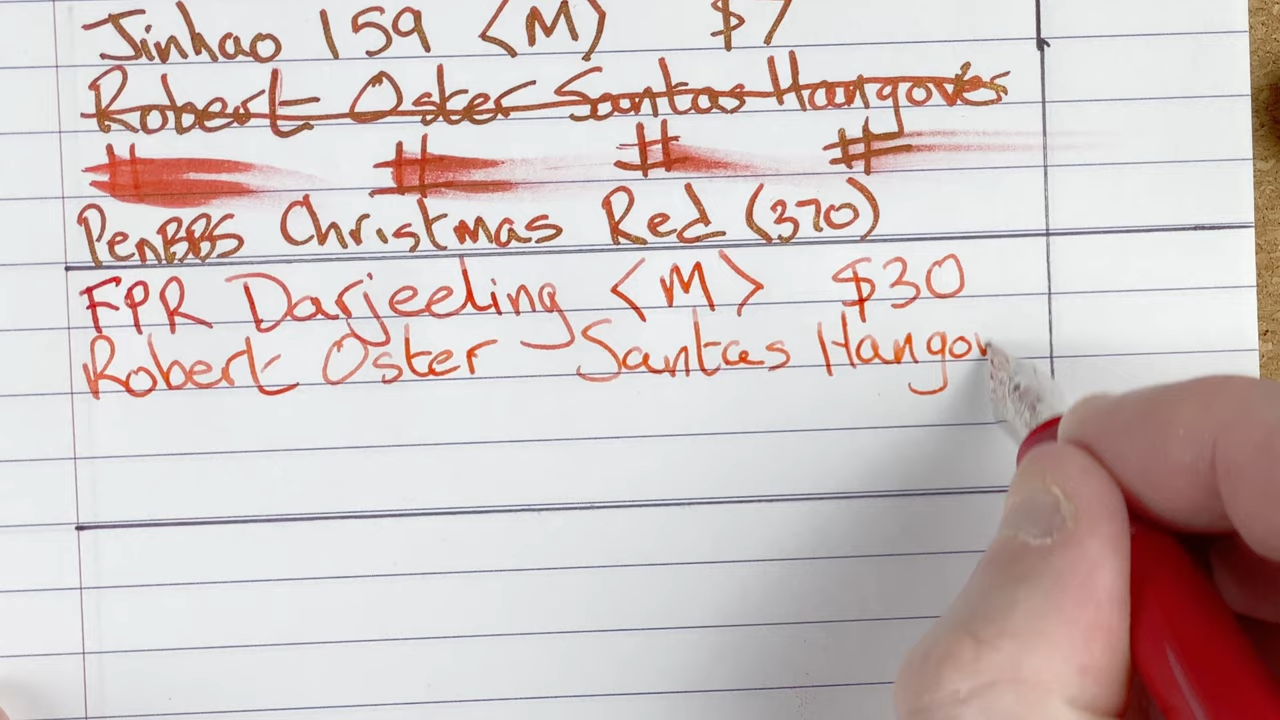 Jinhao 159 <M> $7
Robert Oster Santas Hangover
# # # #
PenBBS Christmas Red (370)
FPR Darjeeling <M> $30
Robert Oster Santas Hangov